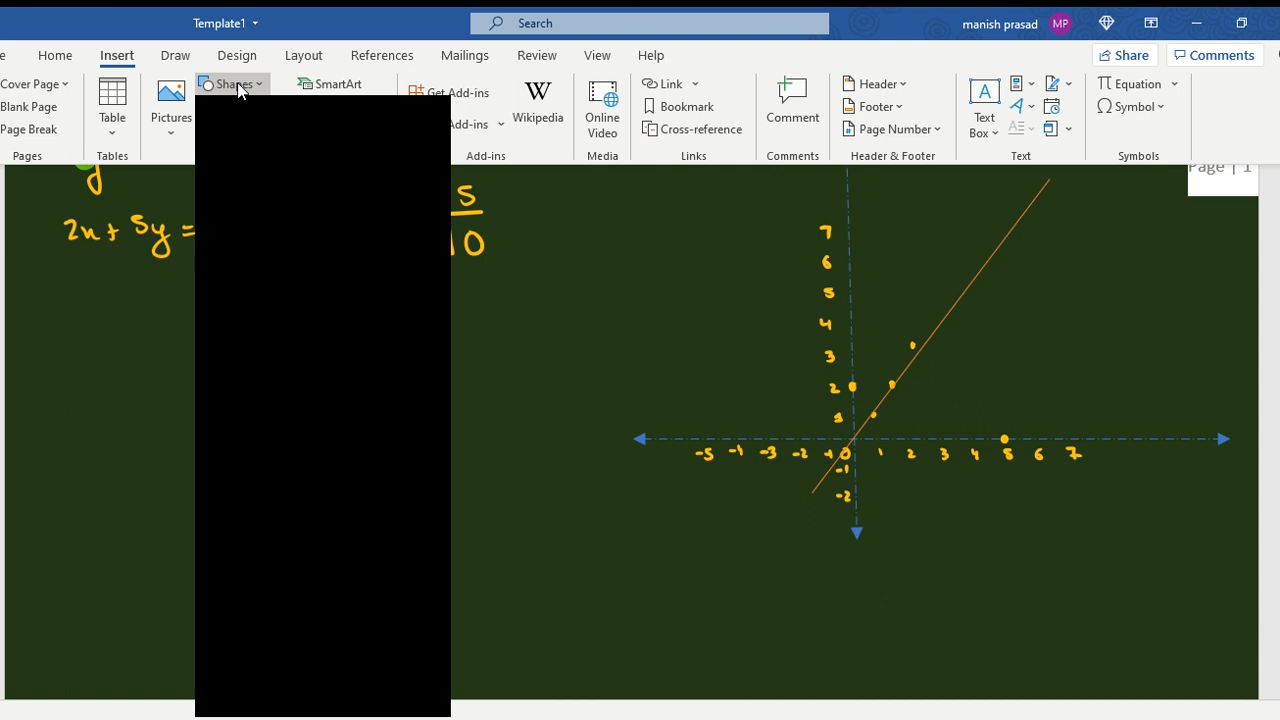 Template1
Search
manish prasad MP
e Home Insert Draw Design Layout References Mailings Review View Help
Share Comments
Cover Page
Blank Page
Page Break
Pages
Table
Tables
Pictures
Shapes
SmartArt
Get Add-ins
Add-ins
Wikipedia
Add-ins
Online
Video
Media
Link
Bookmark
Cross-reference
Links
Comment
Comments
Header
Footer
Page Number
Header & Footer
Text
Box
Text
Equation
Symbol
Symbols
Page | 1
y
2x + 5y =
5
10
7
6
5
4
3
2
1
-5 -1 -3 -2 -1 0 1 2 3 4 5 6 7
-1
-2